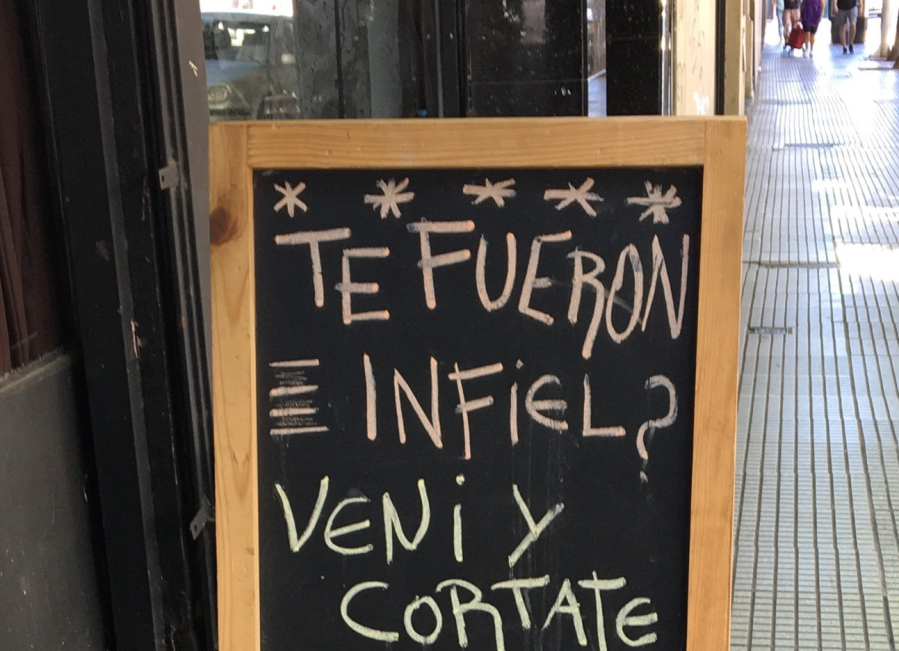 * * * * *
TE FUERON
INFIEL?
VENI Y
CORTATE